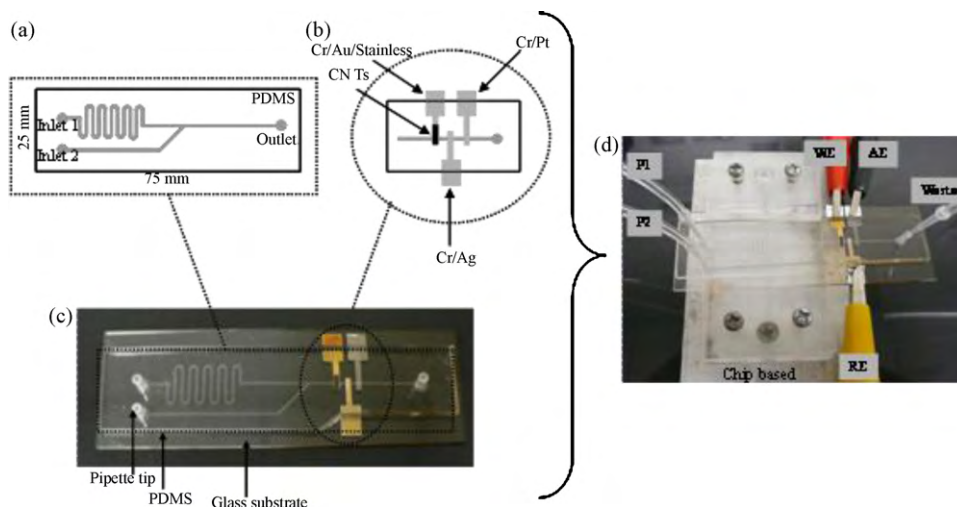 (a)
PDMS
25 mm
Inlet 1
Inlet 2
Outlet
75 mm
(b)
Cr/Au/Stainless
CN Ts
Cr/Pt
Cr/Ag
(c)
Pipette tip
PDMS
Glass substrate
(d)
P1
P2
WE
AE
Waste
RE
Chip based